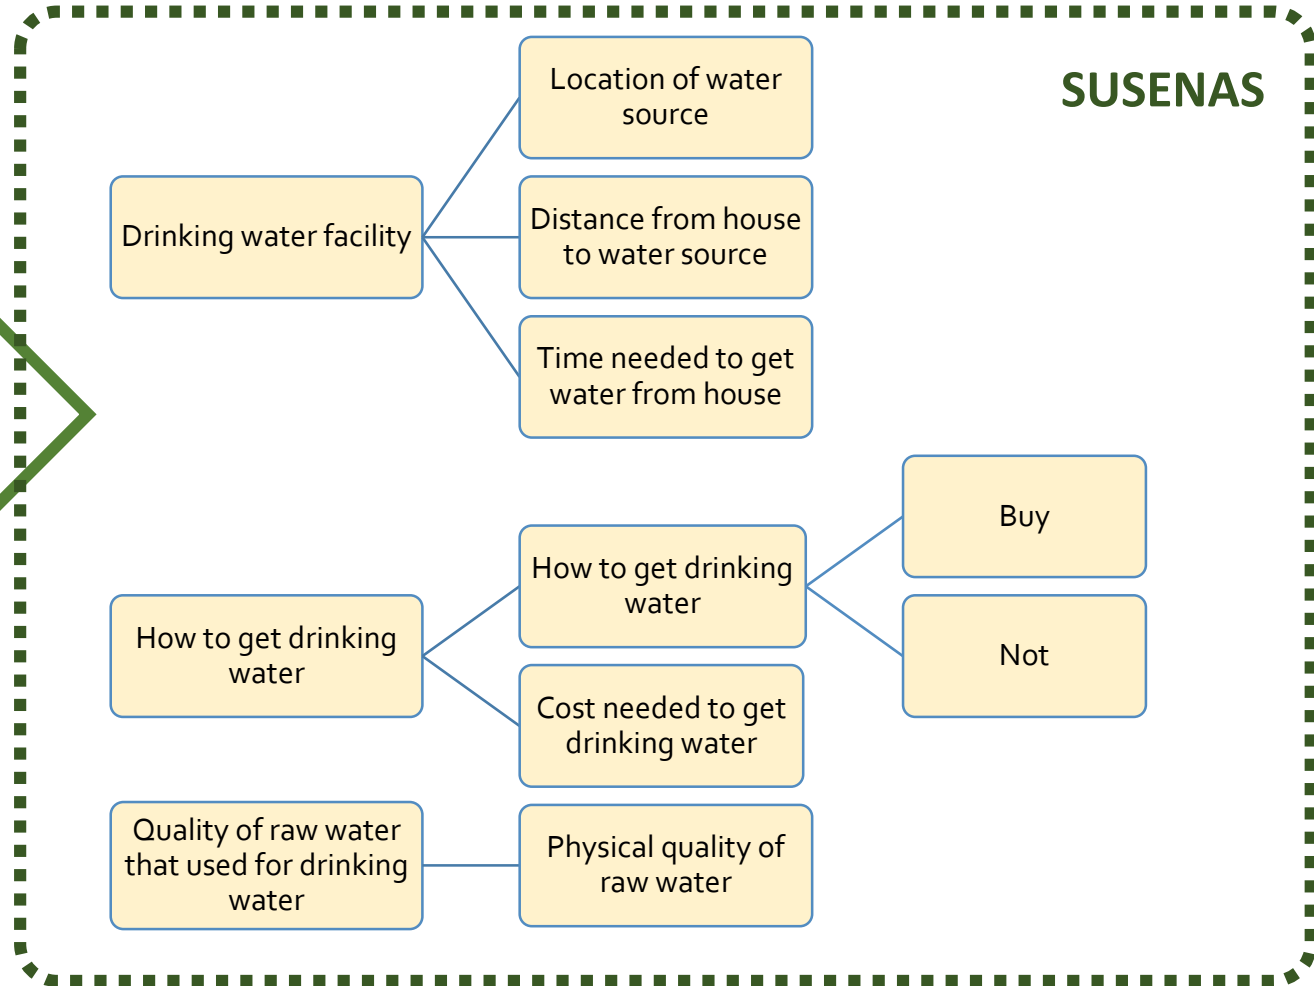 SUSENAS
Location of water
source
Drinking water facility
Distance from house
to water source
Time needed to get
water from house
How to get drinking
water
How to get drinking
water
Buy
Not
Cost needed to get
drinking water
Quality of raw water
that used for drinking
water
Physical quality of
raw water